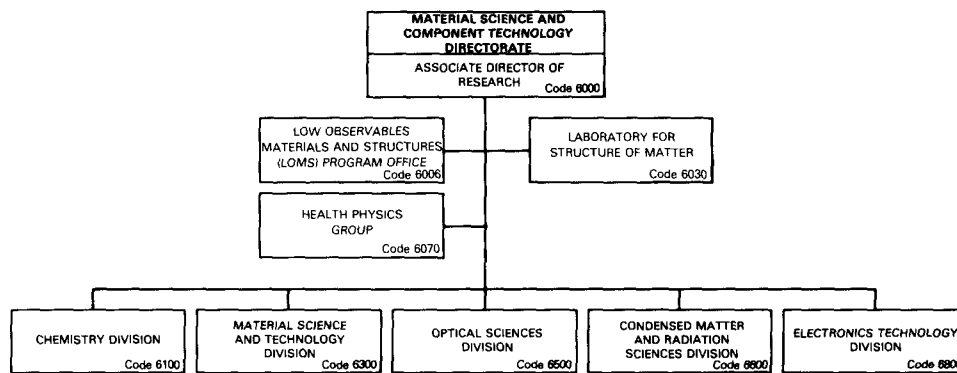 MATERIAL SCIENCE AND
COMPONENT TECHNOLOGY
DIRECTORATE
ASSOCIATE DIRECTOR OF
RESEARCH
Code 6000
LOW OBSERVABLES
MATERIALS AND STRUCTURES
(LOMS) PROGRAM OFFICE
Code 6006
LABORATORY FOR
STRUCTURE OF MATTER
Code 6030
HEALTH PHYSICS
GROUP
Code 6070
CHEMISTRY DIVISION
Code 6100
MATERIAL SCIENCE
AND TECHNOLOGY
DIVISION
Code 6300
OPTICAL SCIENCES
DIVISION
Code 6500
CONDENSED MATTER
AND RADIATION
SCIENCES DIVISION
Code 6600
ELECTRONICS TECHNOLOGY
DIVISION
Code 6800